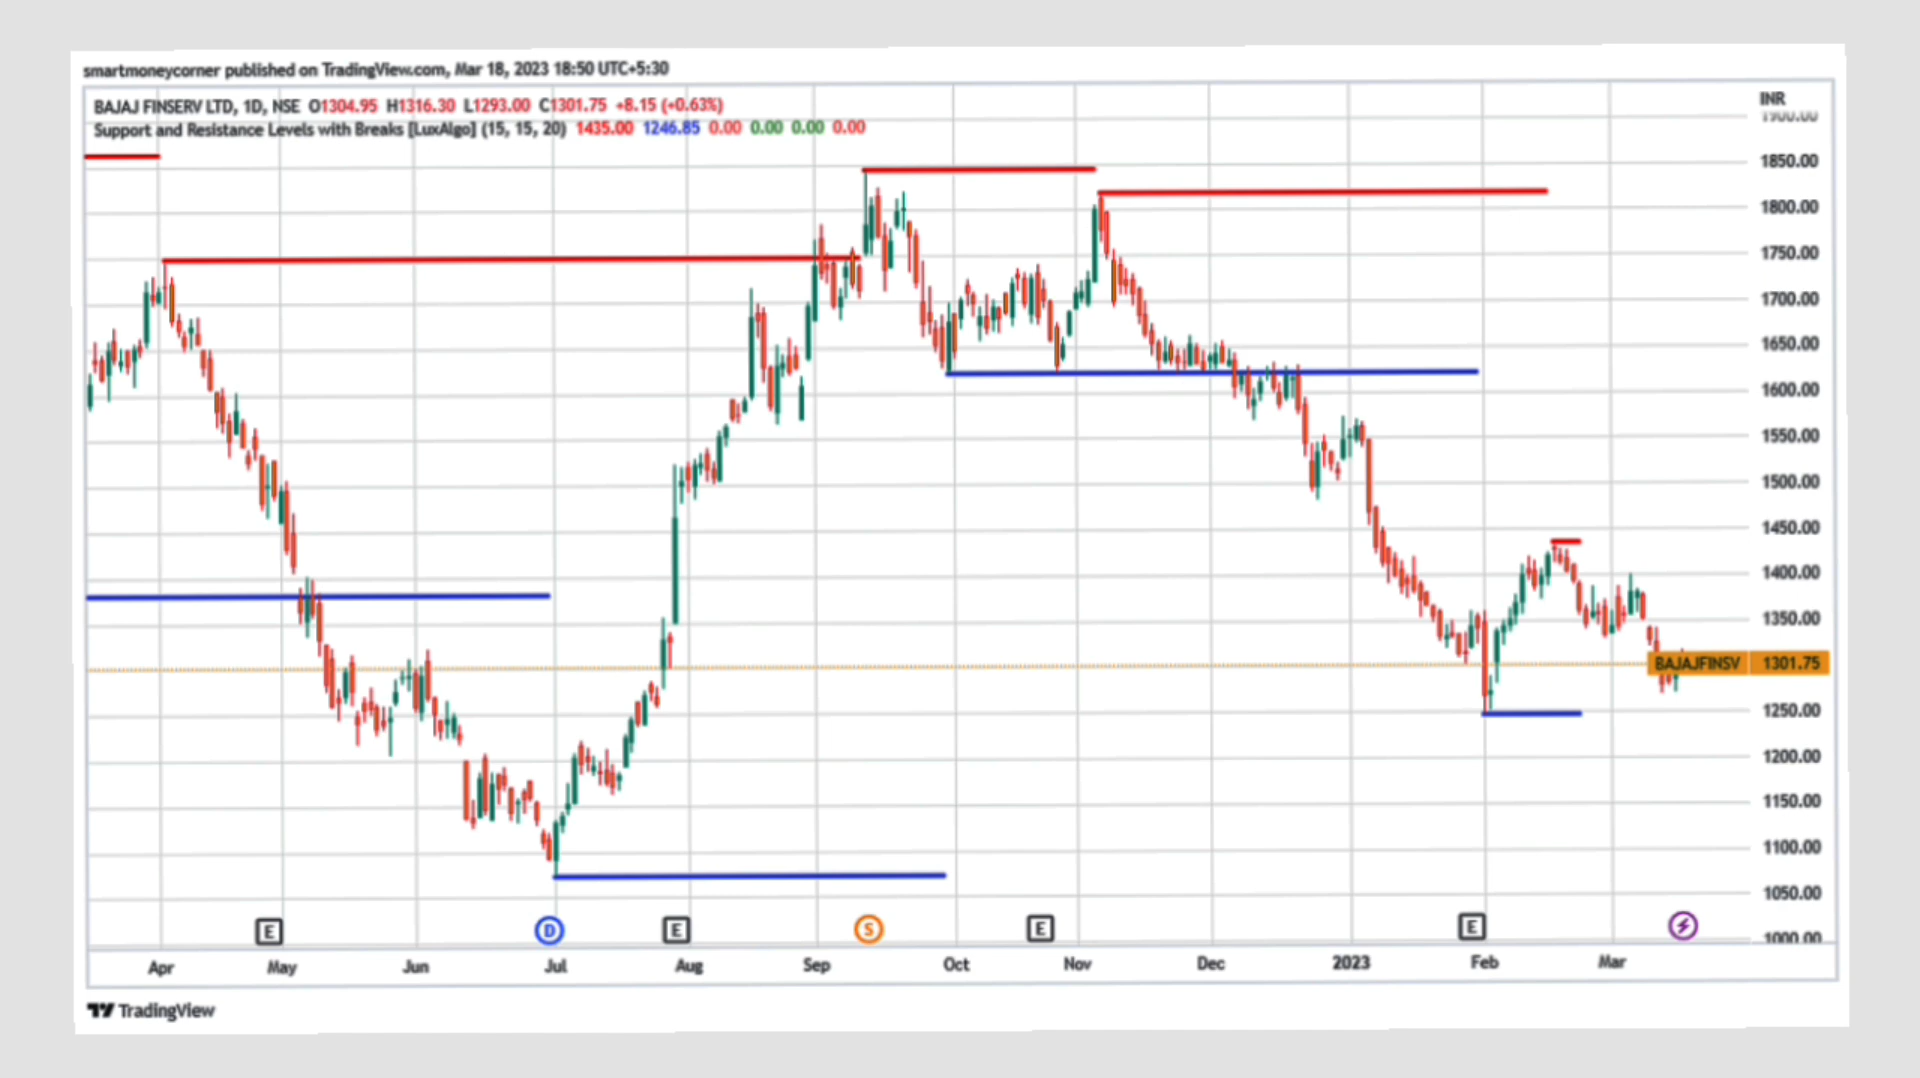 smartmoneycorner published on TradingView.com, Mar 18, 2023 18:50 UTC+5:30
BAJAJ FINSERV LTD, 1D, NSE O1304.95 H1316.30 L1293.00 C1301.75 +8.15 (+0.63%)
Support and Resistance Levels with Breaks [LuxAlgo] (15, 15, 20) 1435.00 1246.85 0.00 0.00 0.00 0.00
INR
1900.00
1850.00
1800.00
1750.00
1700.00
1650.00
1600.00
1550.00
1500.00
1450.00
1400.00
1350.00
BAJAJFINSV 1301.75
1250.00
1200.00
1150.00
1100.00
1050.00
E D E S E E
1000.00
Apr May Jun Jul Aug Sep Oct Nov Dec 2023 Feb Mar
TradingView